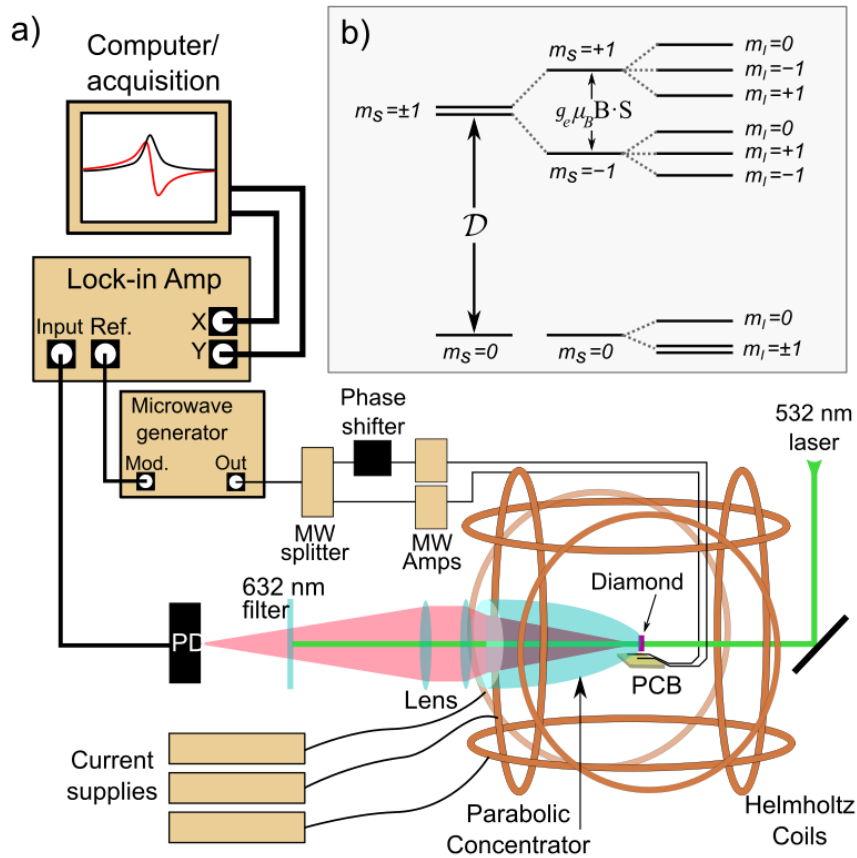 a)
Computer/
acquisition
Lock-in Amp
Input Ref.
X
Y
Microwave
generator
Mod.
Out
Phase
shifter
MW
splitter
MW
Amps
532 nm
laser
632 nm
filter
PD
Lens
Diamond
PCB
Current
supplies
Parabolic
Concentrator
Helmholtz
Coils
b)
m_S=±1
m_S=+1
g_e μ_B B·S
m_S=−1
𝒟
m_S=0
m_S=0
m_I=0
m_I=−1
m_I=+1
m_I=0
m_I=+1
m_I=−1
m_I=0
m_I=±1